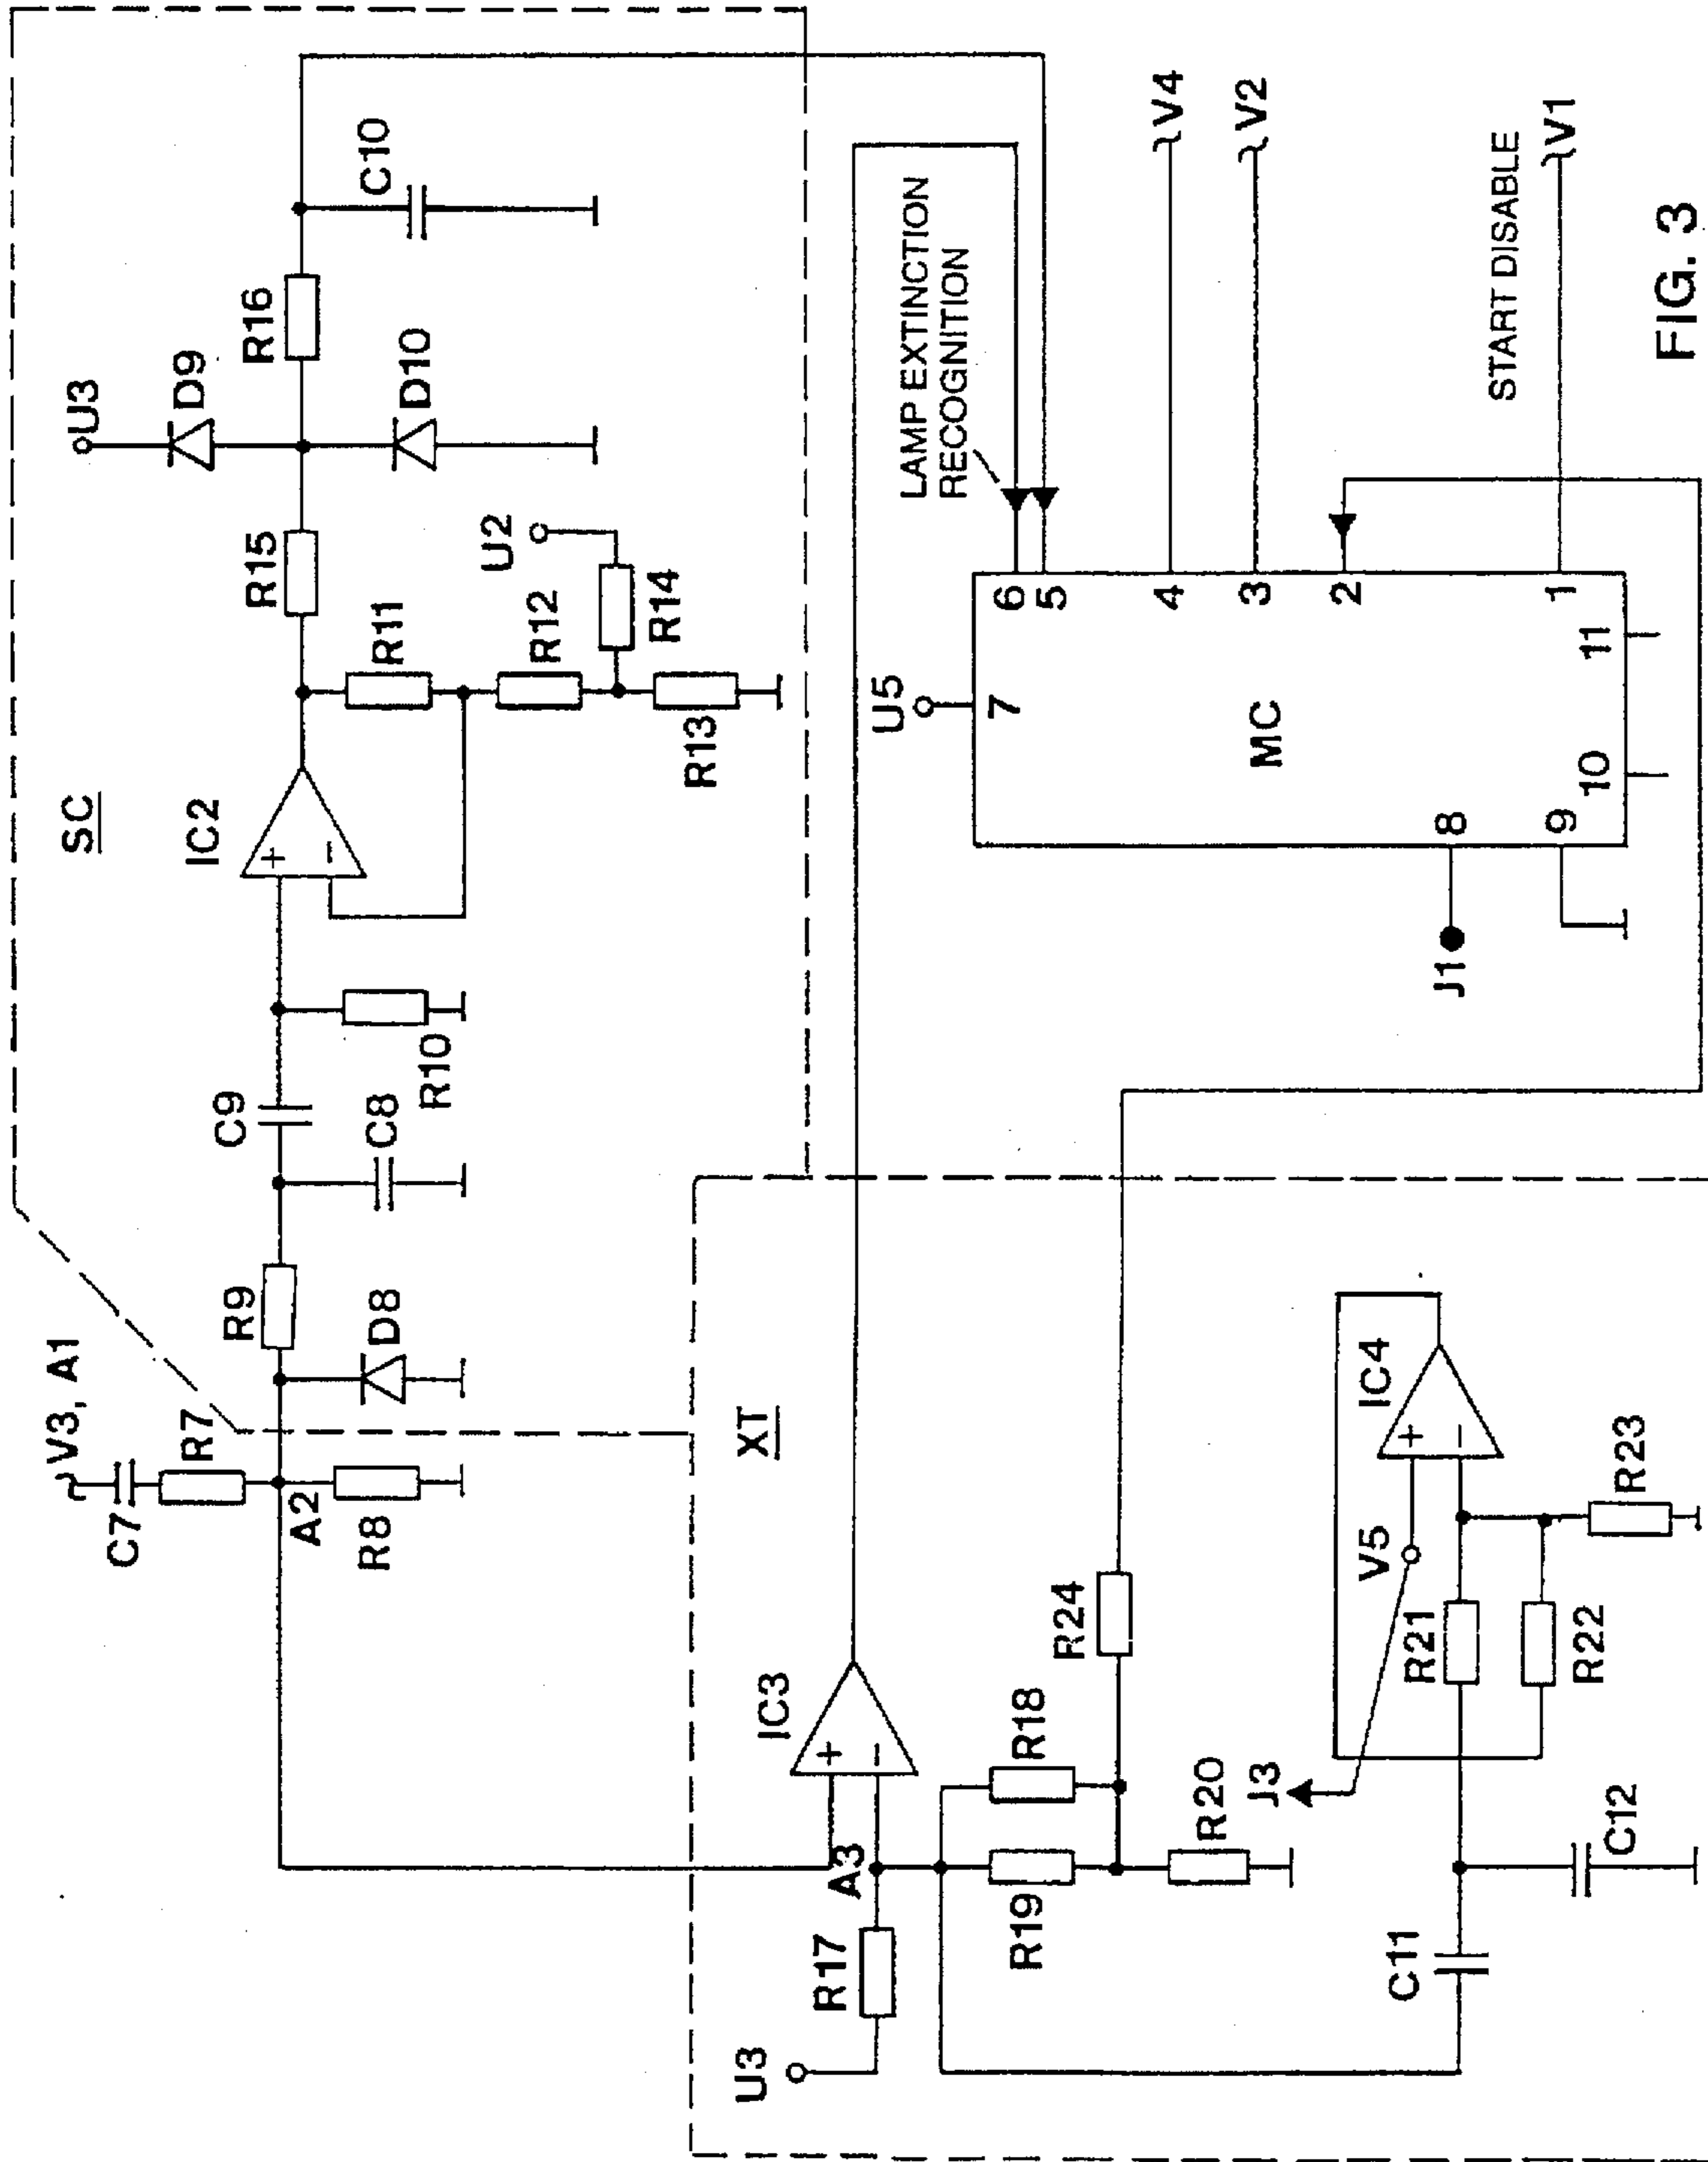 SC
U3
D9
R16
C10
R15
D10
IC2
+
−
R11
U2
R12
R14
R13
C9
C8
R10
V3, A1
C7
R7
R9
D8
A2
R8
XT
IC3
+
−
A3
R17
U3
R18
R19
R20
R24
J3
V5
IC4
+
−
R21
R22
R23
C11
C12
LAMP EXTINCTION
RECOGNITION
U5
7
6
5
4
3
2
1
MC
8
9
10
11
J1
V4
V2
START DISABLE
V1
FIG. 3